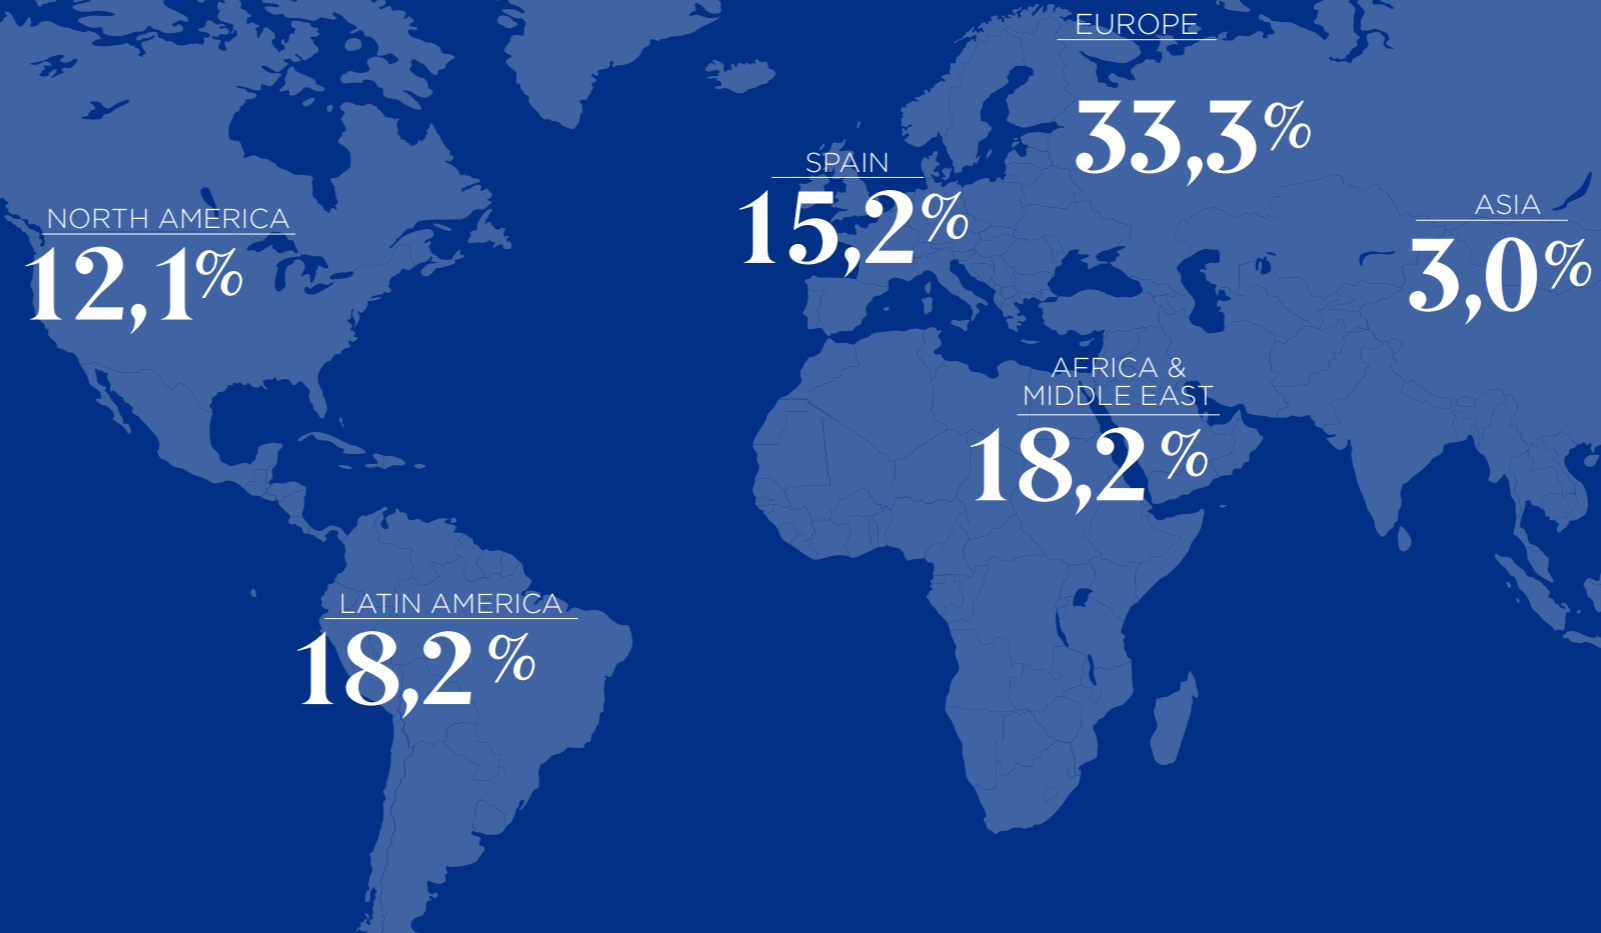 EUROPE
33,3%
SPAIN
15,2%
NORTH AMERICA
12,1%
ASIA
3,0%
AFRICA &
MIDDLE EAST
18,2%
LATIN AMERICA
18,2%